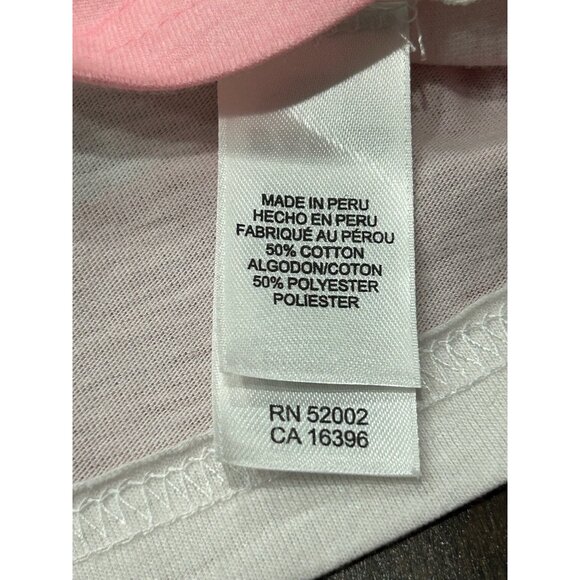 MADE IN PERU
HECHO EN PERU
FABRIQUÉ AU PÉROU
50% COTTON
ALGODON/COTON
50% POLYESTER
POLIESTER
RN 52002
CA 16396